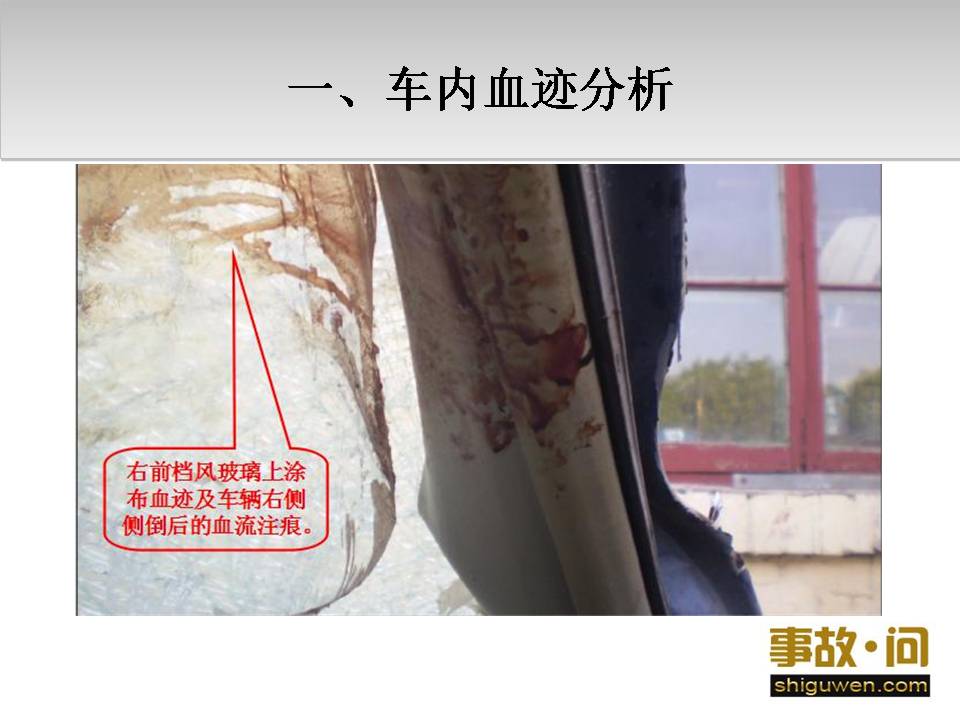 一、车内血迹分析
右前档风玻璃上涂
布血迹及车辆右侧
侧倒后的血流注痕。
事故·问
shiguwen.com